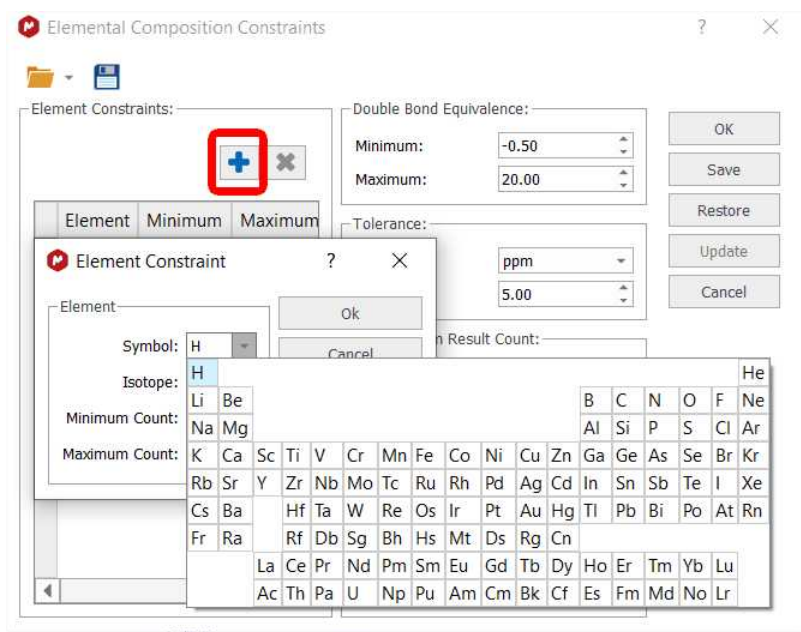 Elemental Composition Constraints ? ×
Element Constraints:
Double Bond Equivalence:
Minimum: -0.50
Maximum: 20.00
OK
Save
Restore
Update
Cancel
Element Minimum Maximum
Tolerance:
ppm
5.00
Element Constraint ? ×
Element
Ok
Cancel
Result Count:
Symbol: H
Isotope:
Minimum Count:
Maximum Count:
H He
Li Be B C N O F Ne
Na Mg Al Si P S Cl Ar
K Ca Sc Ti V Cr Mn Fe Co Ni Cu Zn Ga Ge As Se Br Kr
Rb Sr Y Zr Nb Mo Tc Ru Rh Pd Ag Cd In Sn Sb Te I Xe
Cs Ba Hf Ta W Re Os Ir Pt Au Hg Tl Pb Bi Po At Rn
Fr Ra Rf Db Sg Bh Hs Mt Ds Rg Cn
La Ce Pr Nd Pm Sm Eu Gd Tb Dy Ho Er Tm Yb Lu
Ac Th Pa U Np Pu Am Cm Bk Cf Es Fm Md No Lr